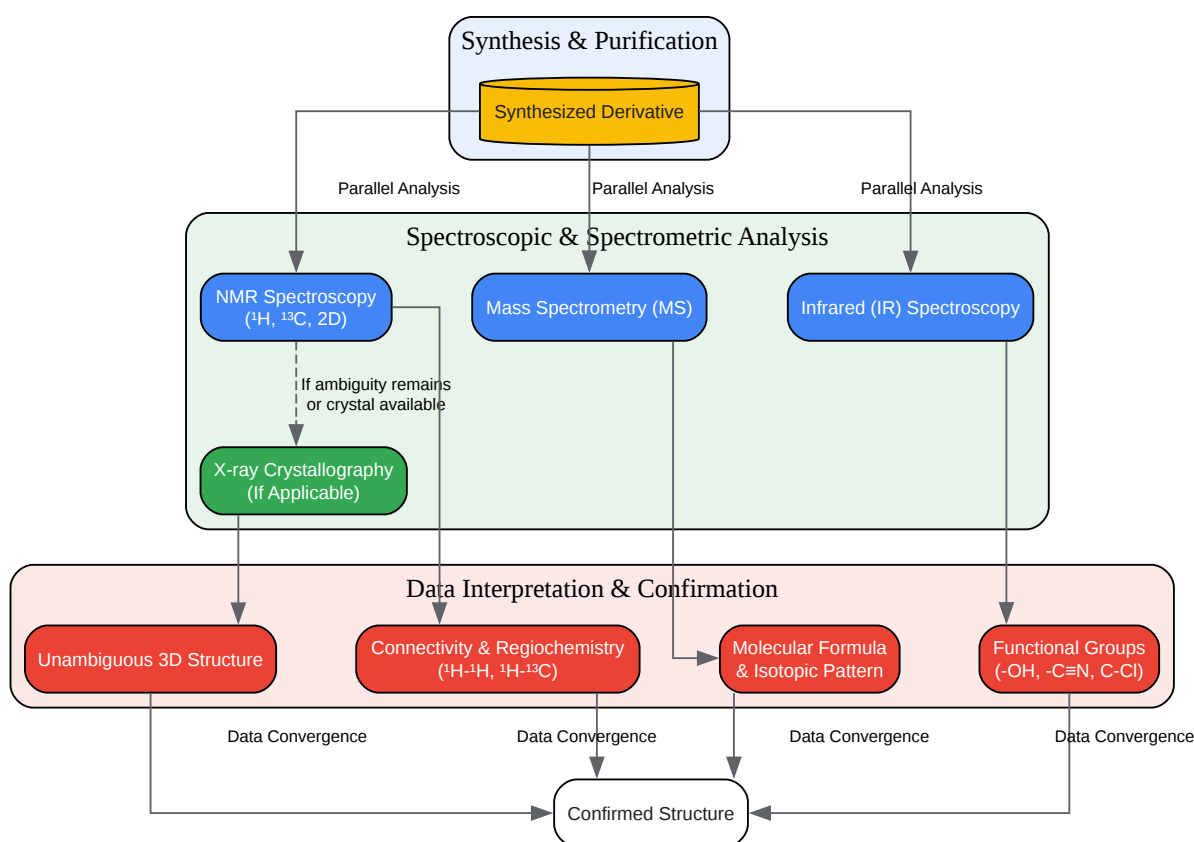 Synthesis & Purification
Synthesized Derivative
Parallel Analysis
Parallel Analysis
Parallel Analysis
Spectroscopic & Spectrometric Analysis
NMR Spectroscopy
(¹H, ¹³C, 2D)
Mass Spectrometry (MS)
Infrared (IR) Spectroscopy
If ambiguity remains
or crystal available
X-ray Crystallography
(If Applicable)
Data Interpretation & Confirmation
Unambiguous 3D Structure
Connectivity & Regiochemistry
(¹H-¹H, ¹H-¹³C)
Molecular Formula
& Isotopic Pattern
Functional Groups
(-OH, -C≡N, C-Cl)
Data Convergence
Data Convergence
Data Convergence
Data Convergence
Confirmed Structure